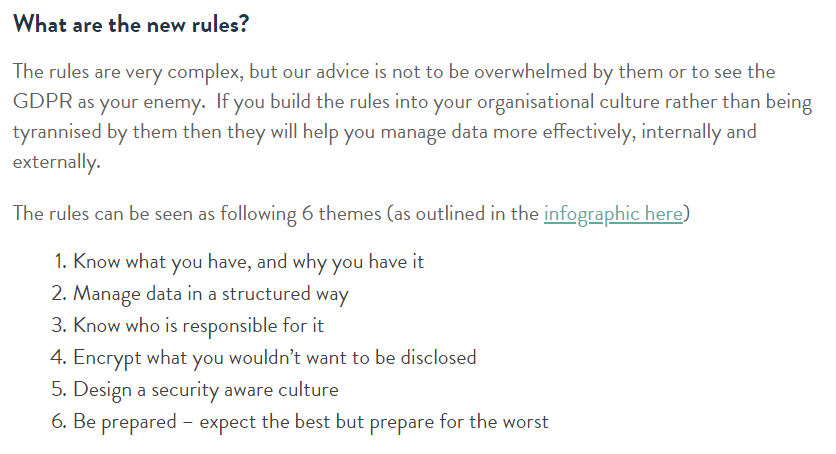 What are the new rules?
The rules are very complex, but our advice is not to be overwhelmed by them or to see the
GDPR as your enemy.  If you build the rules into your organisational culture rather than being
tyrannised by them then they will help you manage data more effectively, internally and
externally.
The rules can be seen as following 6 themes (as outlined in the infographic here)
1. Know what you have, and why you have it
2. Manage data in a structured way
3. Know who is responsible for it
4. Encrypt what you wouldn’t want to be disclosed
5. Design a security aware culture
6. Be prepared – expect the best but prepare for the worst